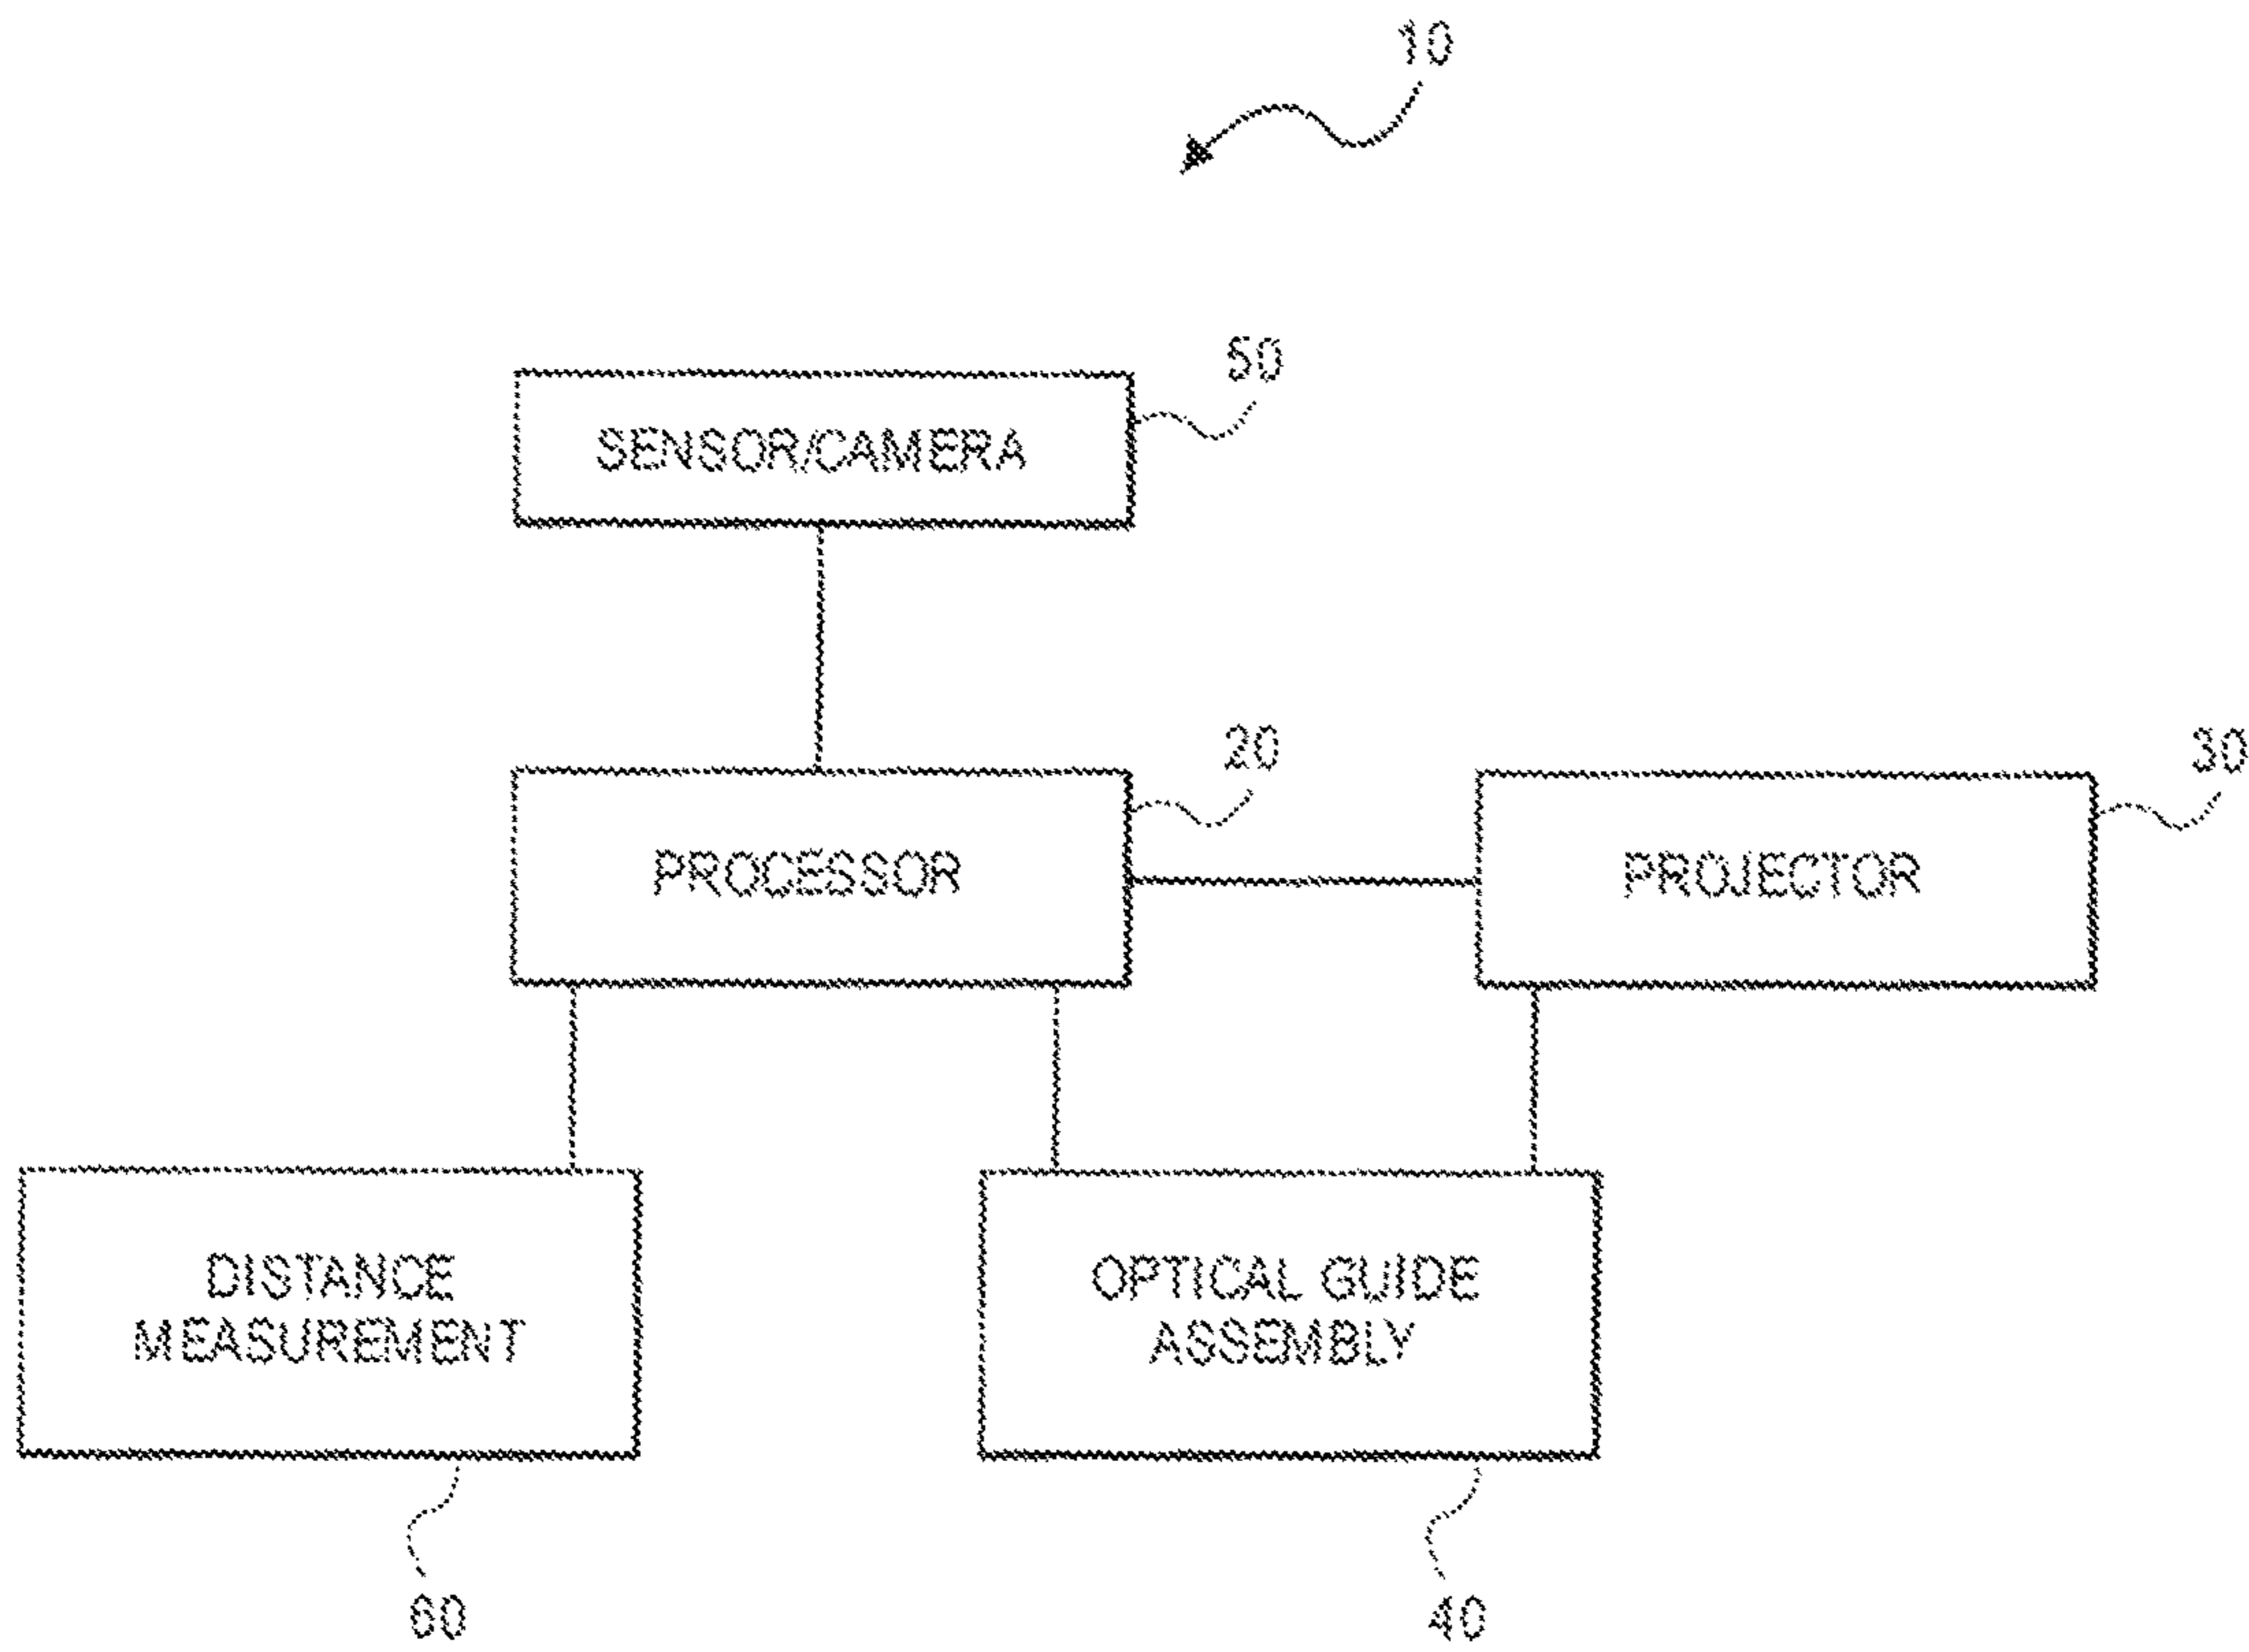 10
50
SENSOR/CAMERA
20
30
PROCESSOR
PROJECTOR
DISTANCE
MEASUREMENT
OPTICAL GUIDE
ASSEMBLY
60
40